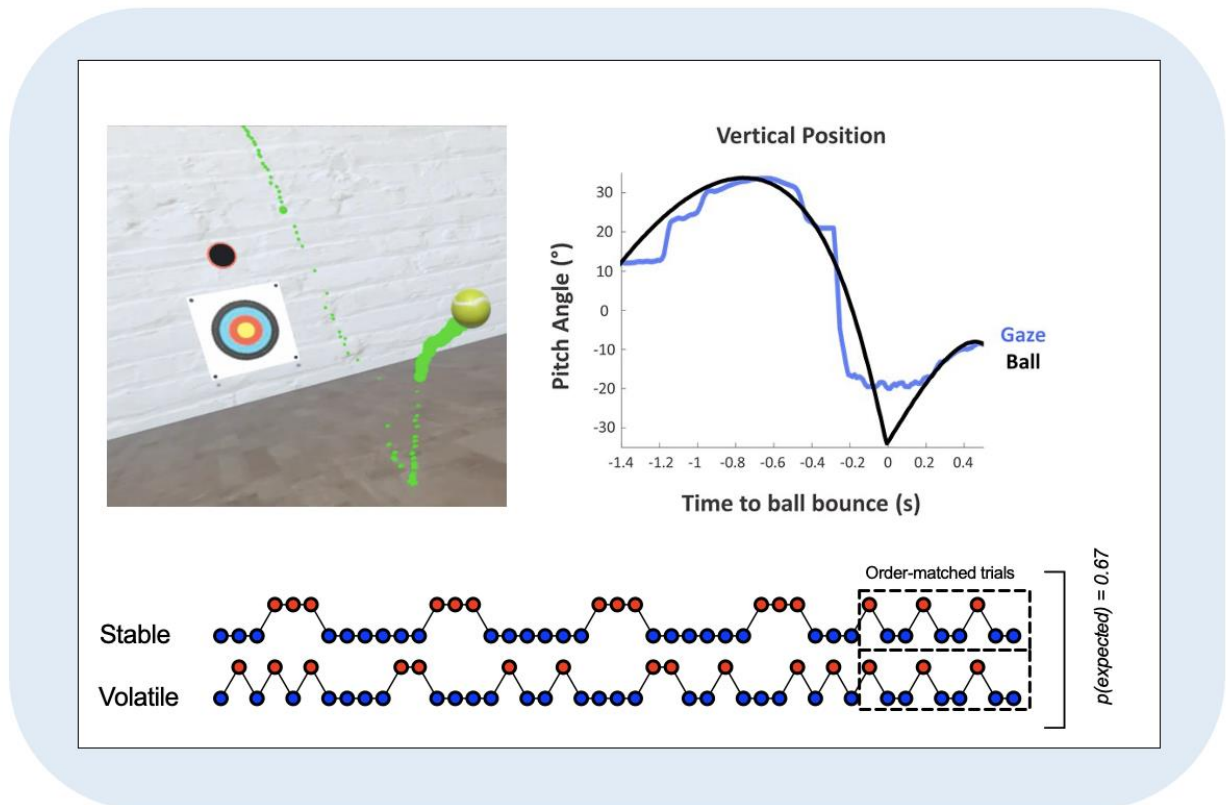 Vertical Position
Pitch Angle (°)
30
20
10
0
-10
-20
-30
-1.4 -1.2 -1 -0.8 -0.6 -0.4 -0.2 0 0.2 0.4
Time to ball bounce (s)
Gaze
Ball
Order-matched trials
Stable
Volatile
p(expected) = 0.67